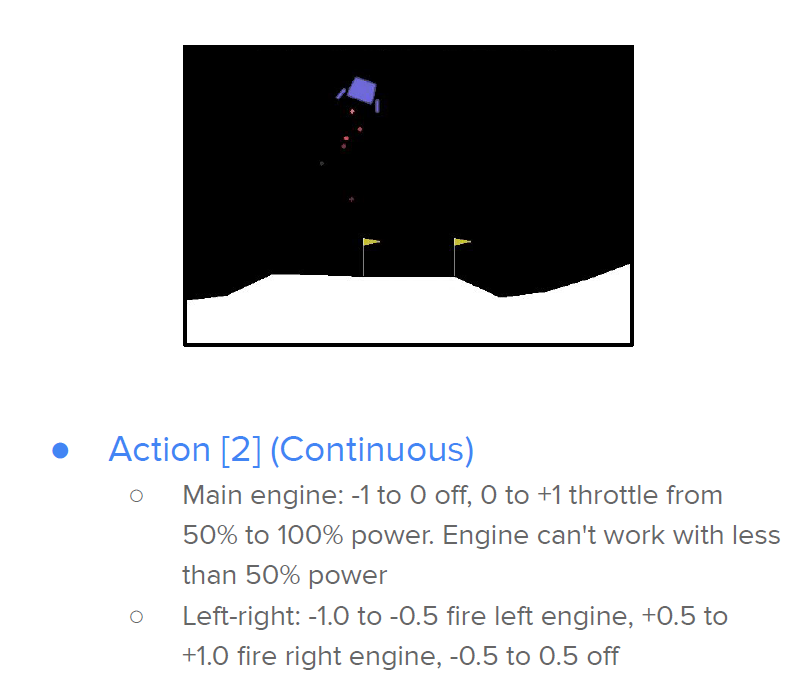 Action [2] (Continuous)
Main engine: -1 to 0 off, 0 to +1 throttle from
50% to 100% power. Engine can't work with less
than 50% power
Left-right: -1.0 to -0.5 fire left engine, +0.5 to
+1.0 fire right engine, -0.5 to 0.5 off